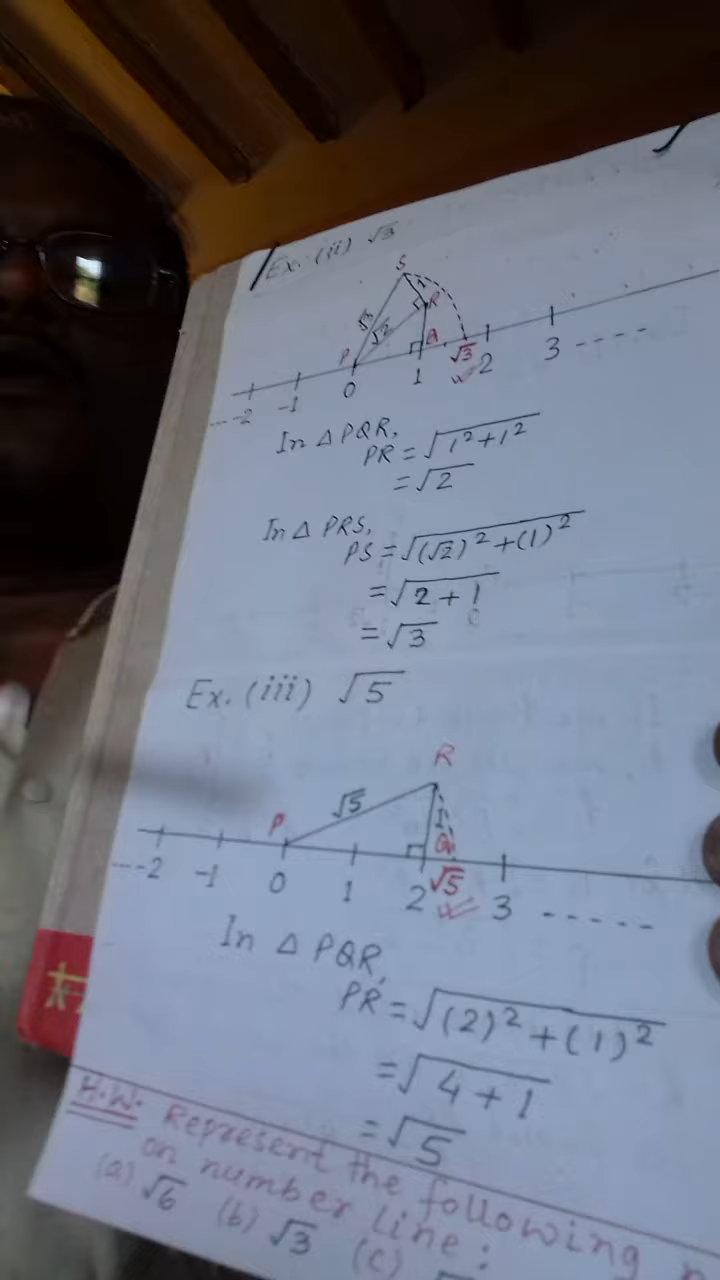 Ex. (ii) √3
S
1
R
√3
√2
P
Q
....-2 -1 0 1 √3 2 3 -----
In △ PQR,
PR = √1² + 1²
= √2
In △ PRS,
PS = √(√2)² + (1)²
= √2 + 1
= √3
Ex. (iii) √5
R
√5
1
P
Q
----2 -1 0 1 2 √5 3 ------
In △ PQR,
PR = √(2)² + (1)²
= √4 + 1
= √5
H.W. Represent the following
on number line:
(a) √6 (b) √3 (c)